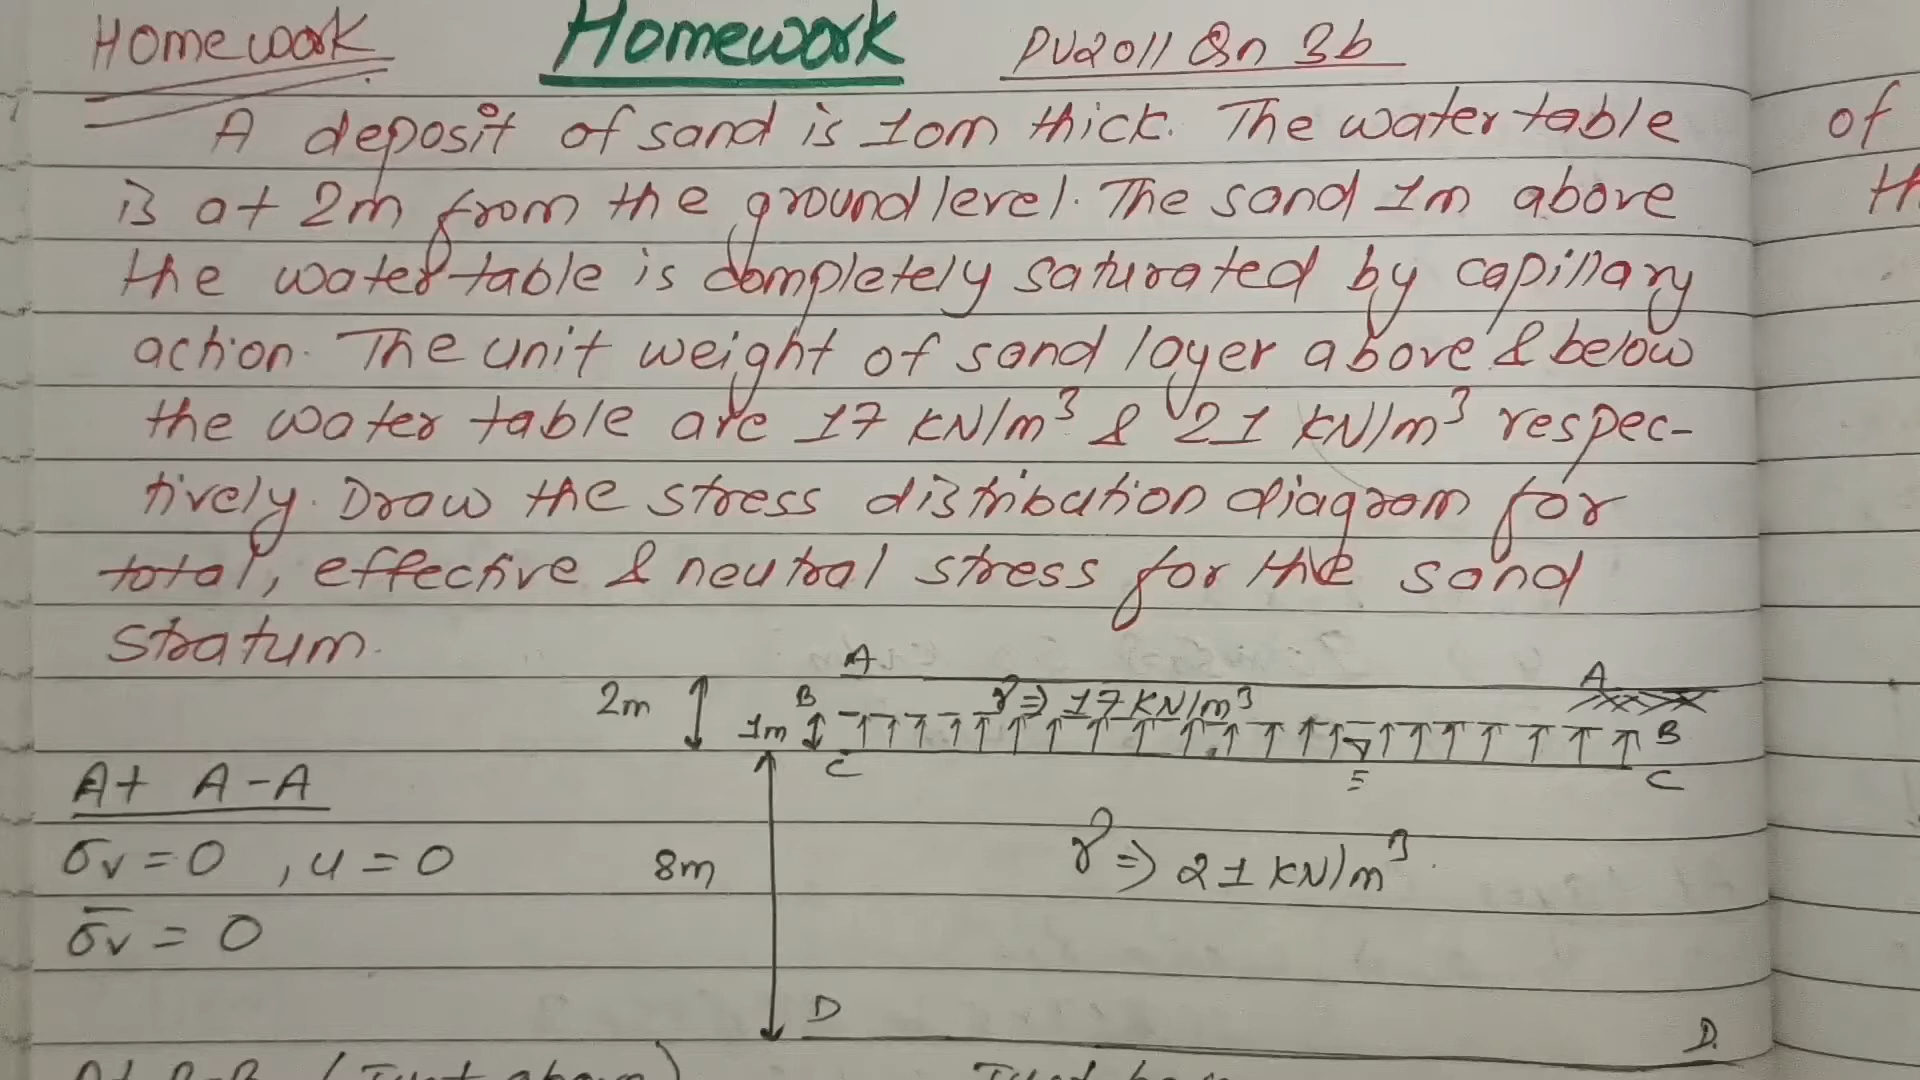 Homework Homework PU2011 Qn 3b
A deposit of sand is 10m thick. The water table
is at 2m from the ground level. The sand 1m above
the water table is completely saturated by capillary
action. The unit weight of sand layer above & below
the water table are 17 KN/m³ & 21 KN/m³ respec-
tively. Draw the stress distribution diagram for
total, effective & neutral stress for the sand
stratum.
A A
2m 1m B γ⇒ 17 KN/m³ B
C C
At A-A
σv = 0 , u = 0
8m γ⇒ 21 KN/m³.
σ̅v = 0
D D.
of